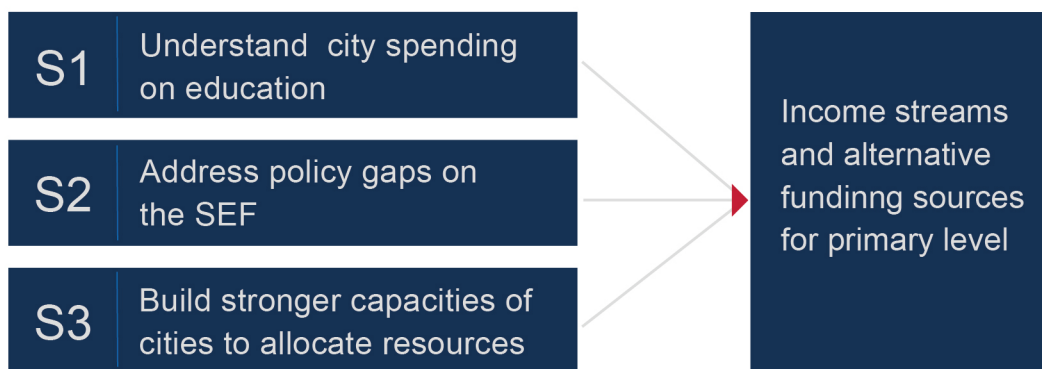 S1
Understand city spending
on education
S2
Address policy gaps on
the SEF
S3
Build stronger capacities of
cities to allocate resources
Income streams
and alternative
fundinng sources
for primary level